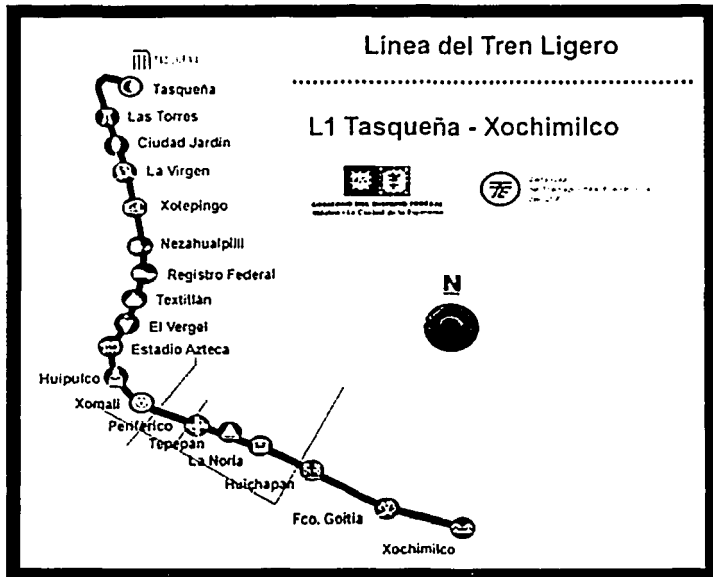 Línea del Tren Ligero
Tasqueña
L1 Tasqueña - Xochimilco
Las Torres
Ciudad Jardín
La Virgen
Xotepingo
Nezahualpilli
N
Registro Federal
Textitlán
El Vergel
Estadio Azteca
Huipulco
Xomali
Periférico
Tepepan
La Noria
Huichapan
Fco. Goitia
Xochimilco